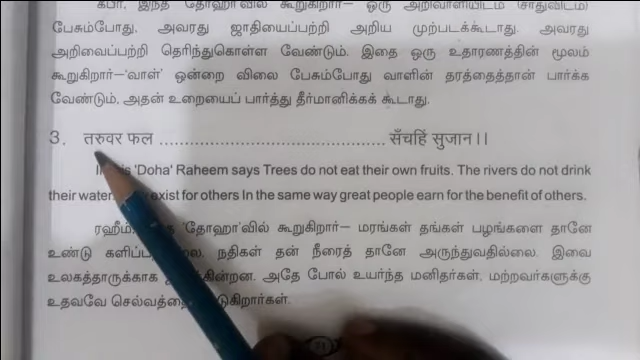 கபீர், இந்த 'தோஹா'வில் கூறுகிறார்– ஒரு அறிவாளியிடம் (சாதுவிடம்)
பேசும்போது, அவரது ஜாதியைப்பற்றி அறிய முற்படக்கூடாது. அவரது
அறிவைப்பற்றி தெரிந்துகொள்ள வேண்டும். இதை ஒரு உதாரணத்தின் மூலம்
கூறுகிறார்–'வாள்' ஒன்றை விலை பேசும்போது வாளின் தரத்தைத்தான் பார்க்க
வேண்டும், அதன் உறையைப் பார்த்து தீர்மானிக்கக் கூடாது.
3. तरुवर फल ............................................ सँचहिं सुजान।।
'Doha' Raheem says Trees do not eat their own fruits. The rivers do not drink
their water exist for others In the same way great people earn for the benefit of others.
ரஹீம், 'தோஹா'வில் கூறுகிறார்– மரங்கள் தங்கள் பழங்களை தானே
உண்டு நதிகள் தன் நீரைத் தானே அருந்துவதில்லை. இவை
உலகத்தாருக்காக அதே போல் உயர்ந்த மனிதர்கள், மற்றவர்களுக்கு
உதவவே